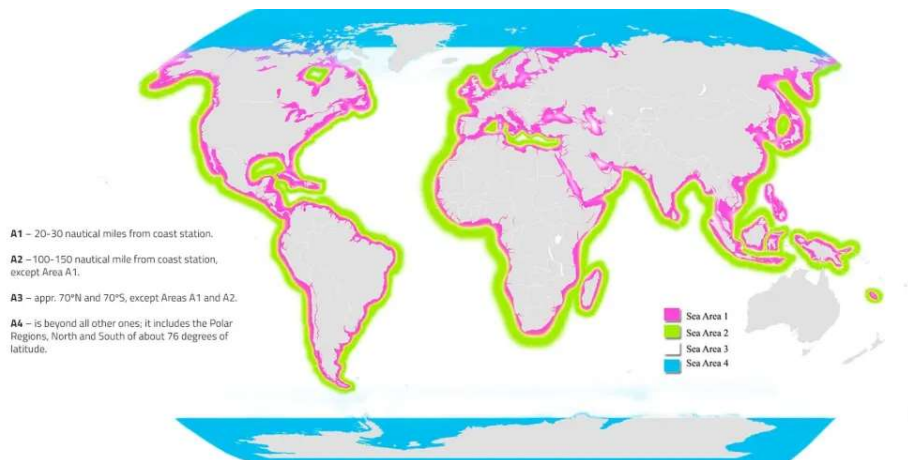 A1 – 20-30 nautical miles from coast station.
A2 –100-150 nautical mile from coast station,
except Area A1.
A3 – appr. 70°N and 70°S, except Areas A1 and A2.
A4 – is beyond all other ones; it includes the Polar
Regions, North and South of about 76 degrees of
latitude.
Sea Area 1
Sea Area 2
Sea Area 3
Sea Area 4